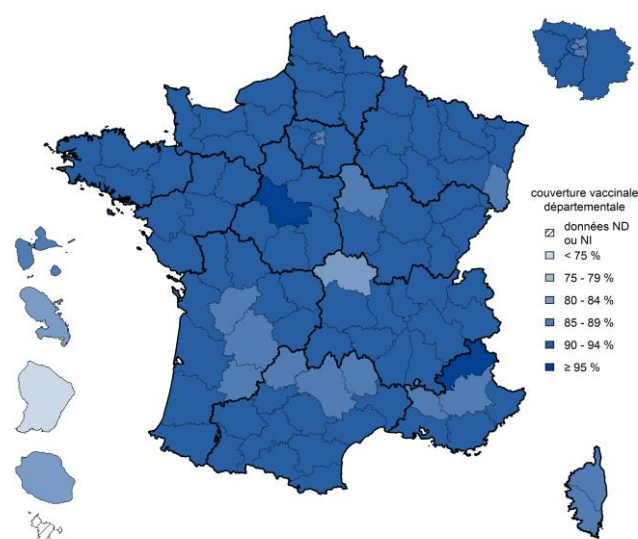 couverture vaccinale
départementale
données ND
ou NI
< 75 %
75 - 79 %
80 - 84 %
85 - 89 %
90 - 94 %
≥ 95 %